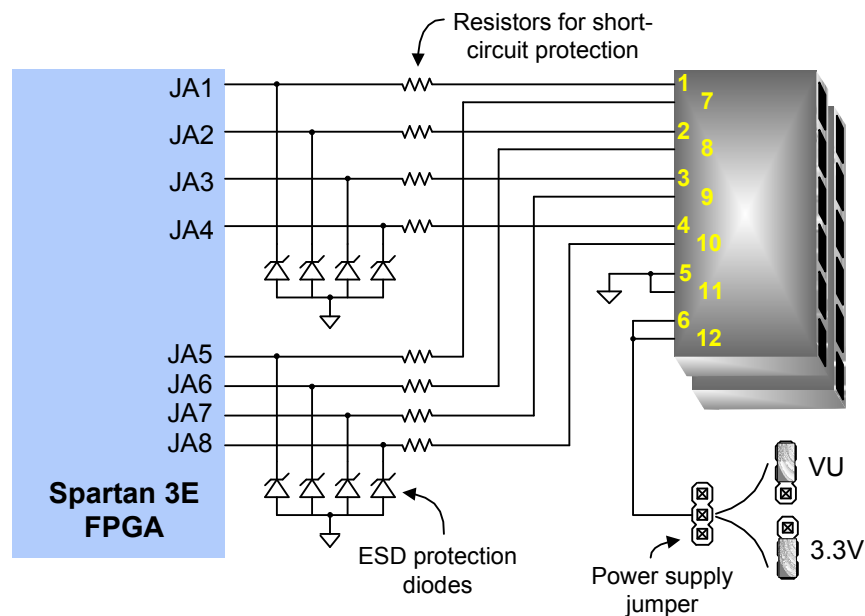 Resistors for short-
circuit protection
JA1
JA2
JA3
JA4
JA5
JA6
JA7
JA8
Spartan 3E
FPGA
1
7
2
8
3
9
4
10
5
11
6
12
ESD protection
diodes
Power supply
jumper
VU
3.3V